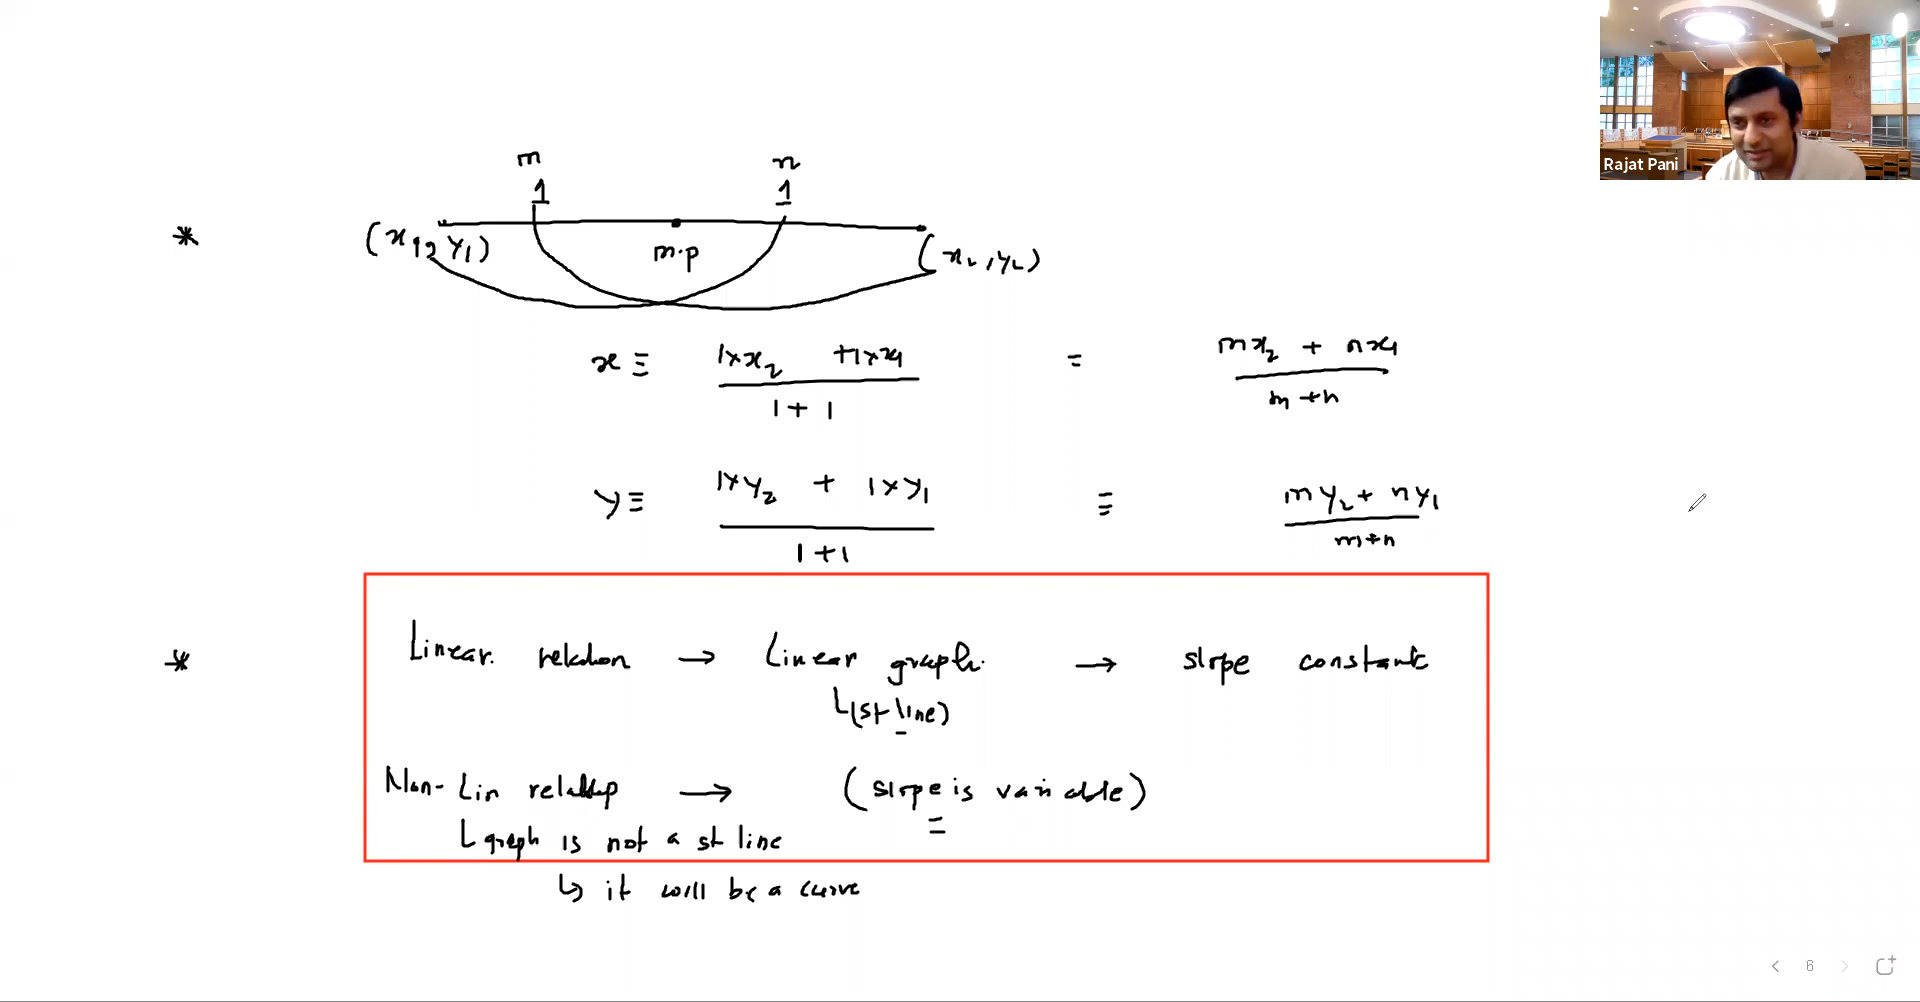 Rajat Pani
m n
1 1
* (x1, y1) m.p (x2, y2)
x ≡ 1×x2 +1×x1 = mx2 + nx1
1 + 1 m+n
y ≡ 1×y2 + 1×y1 ≡ my2 + ny1
1+1 m+n
* Linear relation → Linear graph → slope constant
(st line)
Non-Lin → (slope is variable)
graph is not a st line
↳ it will be a curve
< 6 >